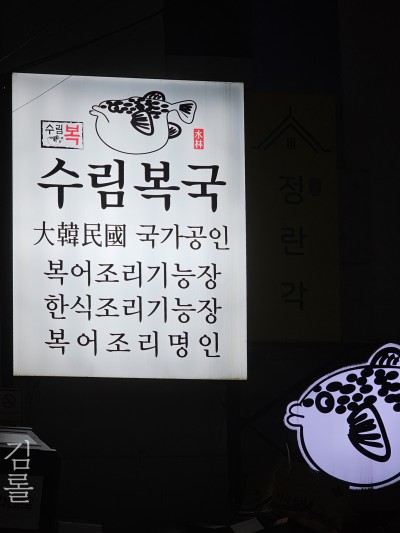 수림
복
水林
수림복국
大韓民國 국가공인
복어조리기능장
한식조리기능장
복어조리명인
정란각
김롤